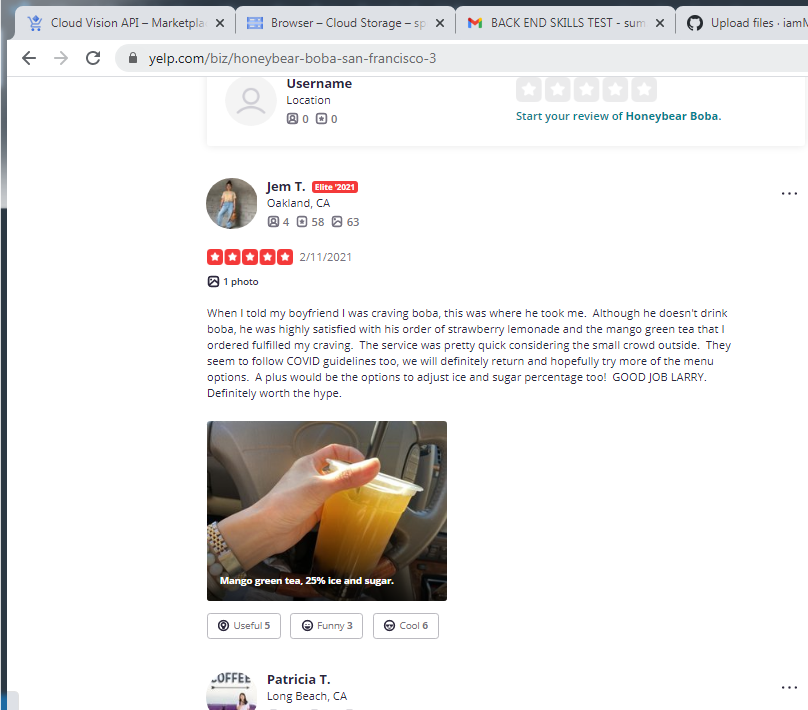 Cloud Vision API – Marketpla
Browser – Cloud Storage – sp
BACK END SKILLS TEST - sum
Upload files · iamM
yelp.com/biz/honeybear-boba-san-francisco-3
Username
Location
0 0
Start your review of Honeybear Boba.
Jem T. Elite '2021
Oakland, CA
4 58 63
2/11/2021
1 photo
When I told my boyfriend I was craving boba, this was where he took me. Although he doesn't drink
boba, he was highly satisfied with his order of strawberry lemonade and the mango green tea that I
ordered fulfilled my craving. The service was pretty quick considering the small crowd outside. They
seem to follow COVID guidelines too, we will definitely return and hopefully try more of the menu
options. A plus would be the options to adjust ice and sugar percentage too! GOOD JOB LARRY.
Definitely worth the hype.
Mango green tea, 25% ice and sugar.
Useful 5
Funny 3
Cool 6
OFFEE
Patricia T.
Long Beach, CA